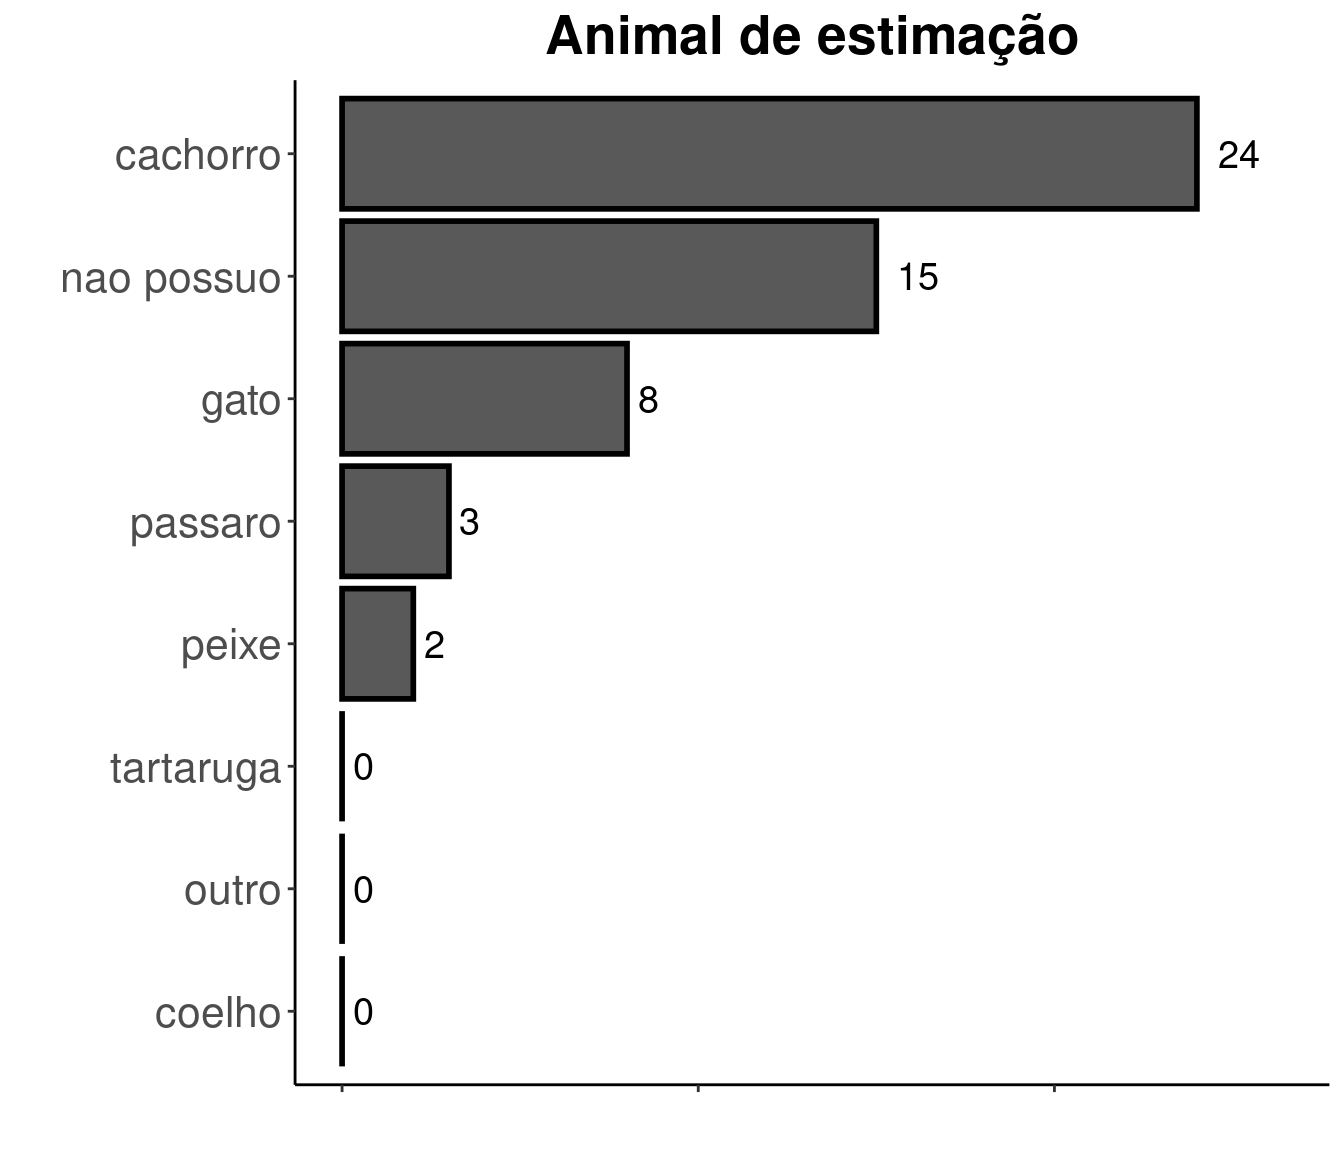 Animal de estimação
cachorro 24
nao possuo 15
gato 8
passaro 3
peixe 2
tartaruga 0
outro 0
coelho 0